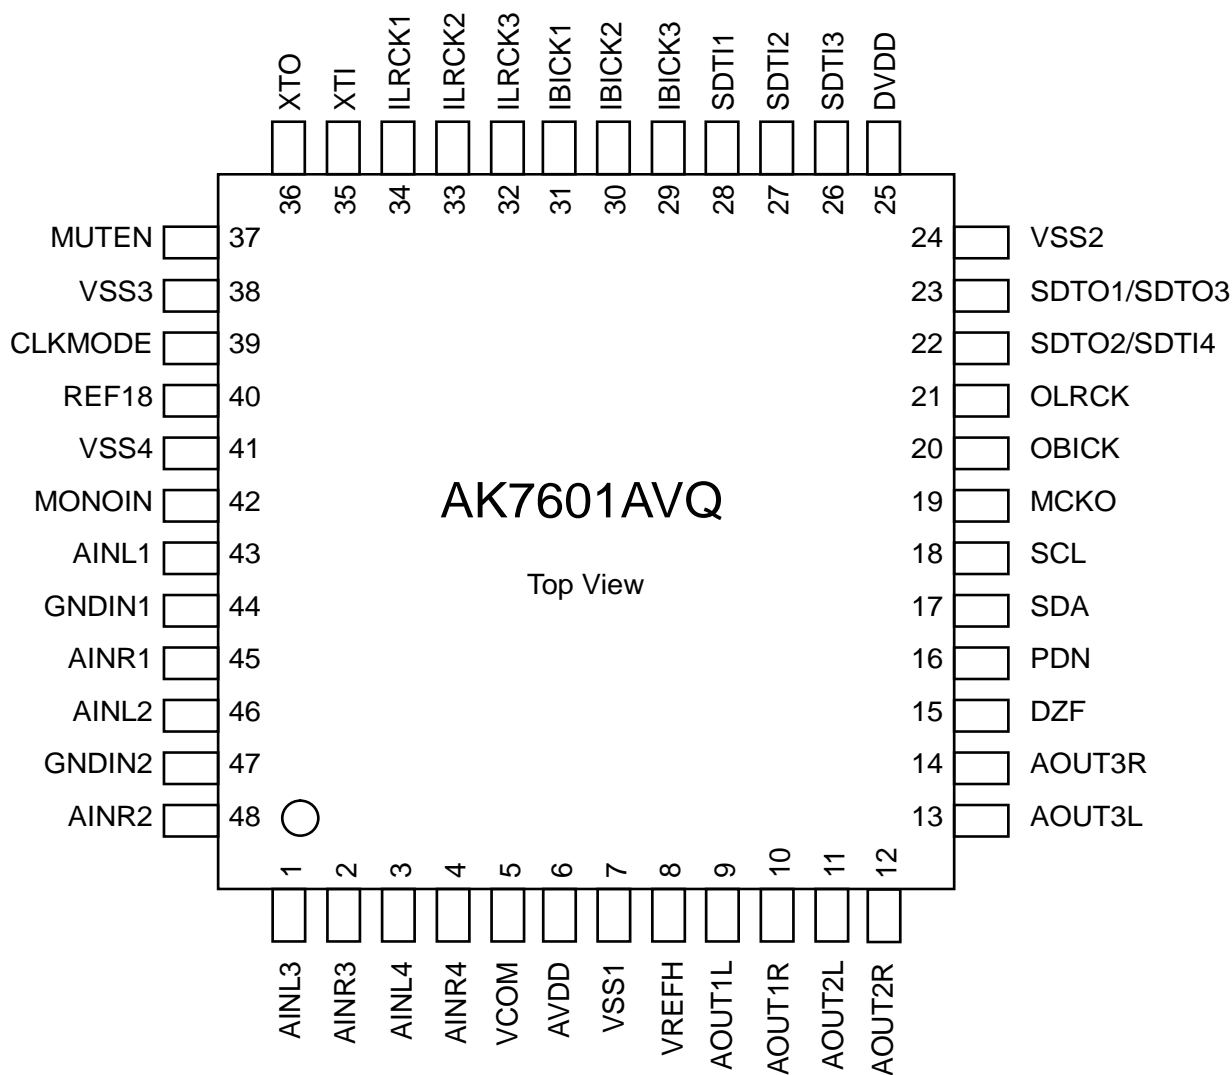 XTO
XTI
ILRCK1
ILRCK2
ILRCK3
IBICK1
IBICK2
IBICK3
SDTI1
SDTI2
SDTI3
DVDD
36
35
34
33
32
31
30
29
28
27
26
25
MUTEN 37
VSS3 38
CLKMODE 39
REF18 40
VSS4 41
MONOIN 42
AINL1 43
GNDIN1 44
AINR1 45
AINL2 46
GNDIN2 47
AINR2 48
AK7601AVQ
Top View
24 VSS2
23 SDTO1/SDTO3
22 SDTO2/SDTI4
21 OLRCK
20 OBICK
19 MCKO
18 SCL
17 SDA
16 PDN
15 DZF
14 AOUT3R
13 AOUT3L
1
2
3
4
5
6
7
8
9
10
11
12
AINL3
AINR3
AINL4
AINR4
VCOM
AVDD
VSS1
VREFH
AOUT1L
AOUT1R
AOUT2L
AOUT2R